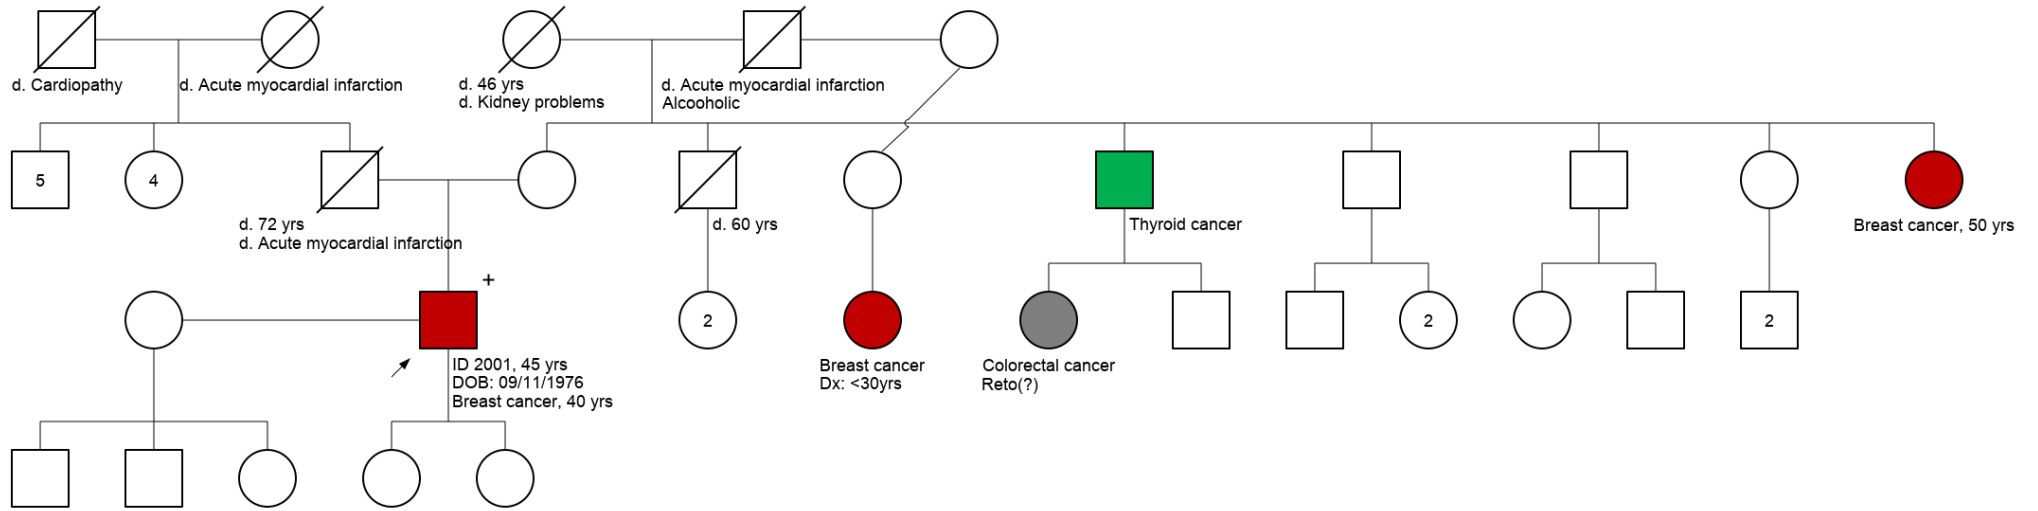 d. Cardiopathy
d. Acute myocardial infarction
d. 46 yrs
d. Kidney problems
d. Acute myocardial infarction
Alcooholic
5
4
d. 72 yrs
d. Acute myocardial infarction
d. 60 yrs
Thyroid cancer
Breast cancer, 50 yrs
+
ID 2001, 45 yrs
DOB: 09/11/1976
Breast cancer, 40 yrs
2
Breast cancer
Dx: <30yrs
Colorectal cancer
Reto(?)
2
2